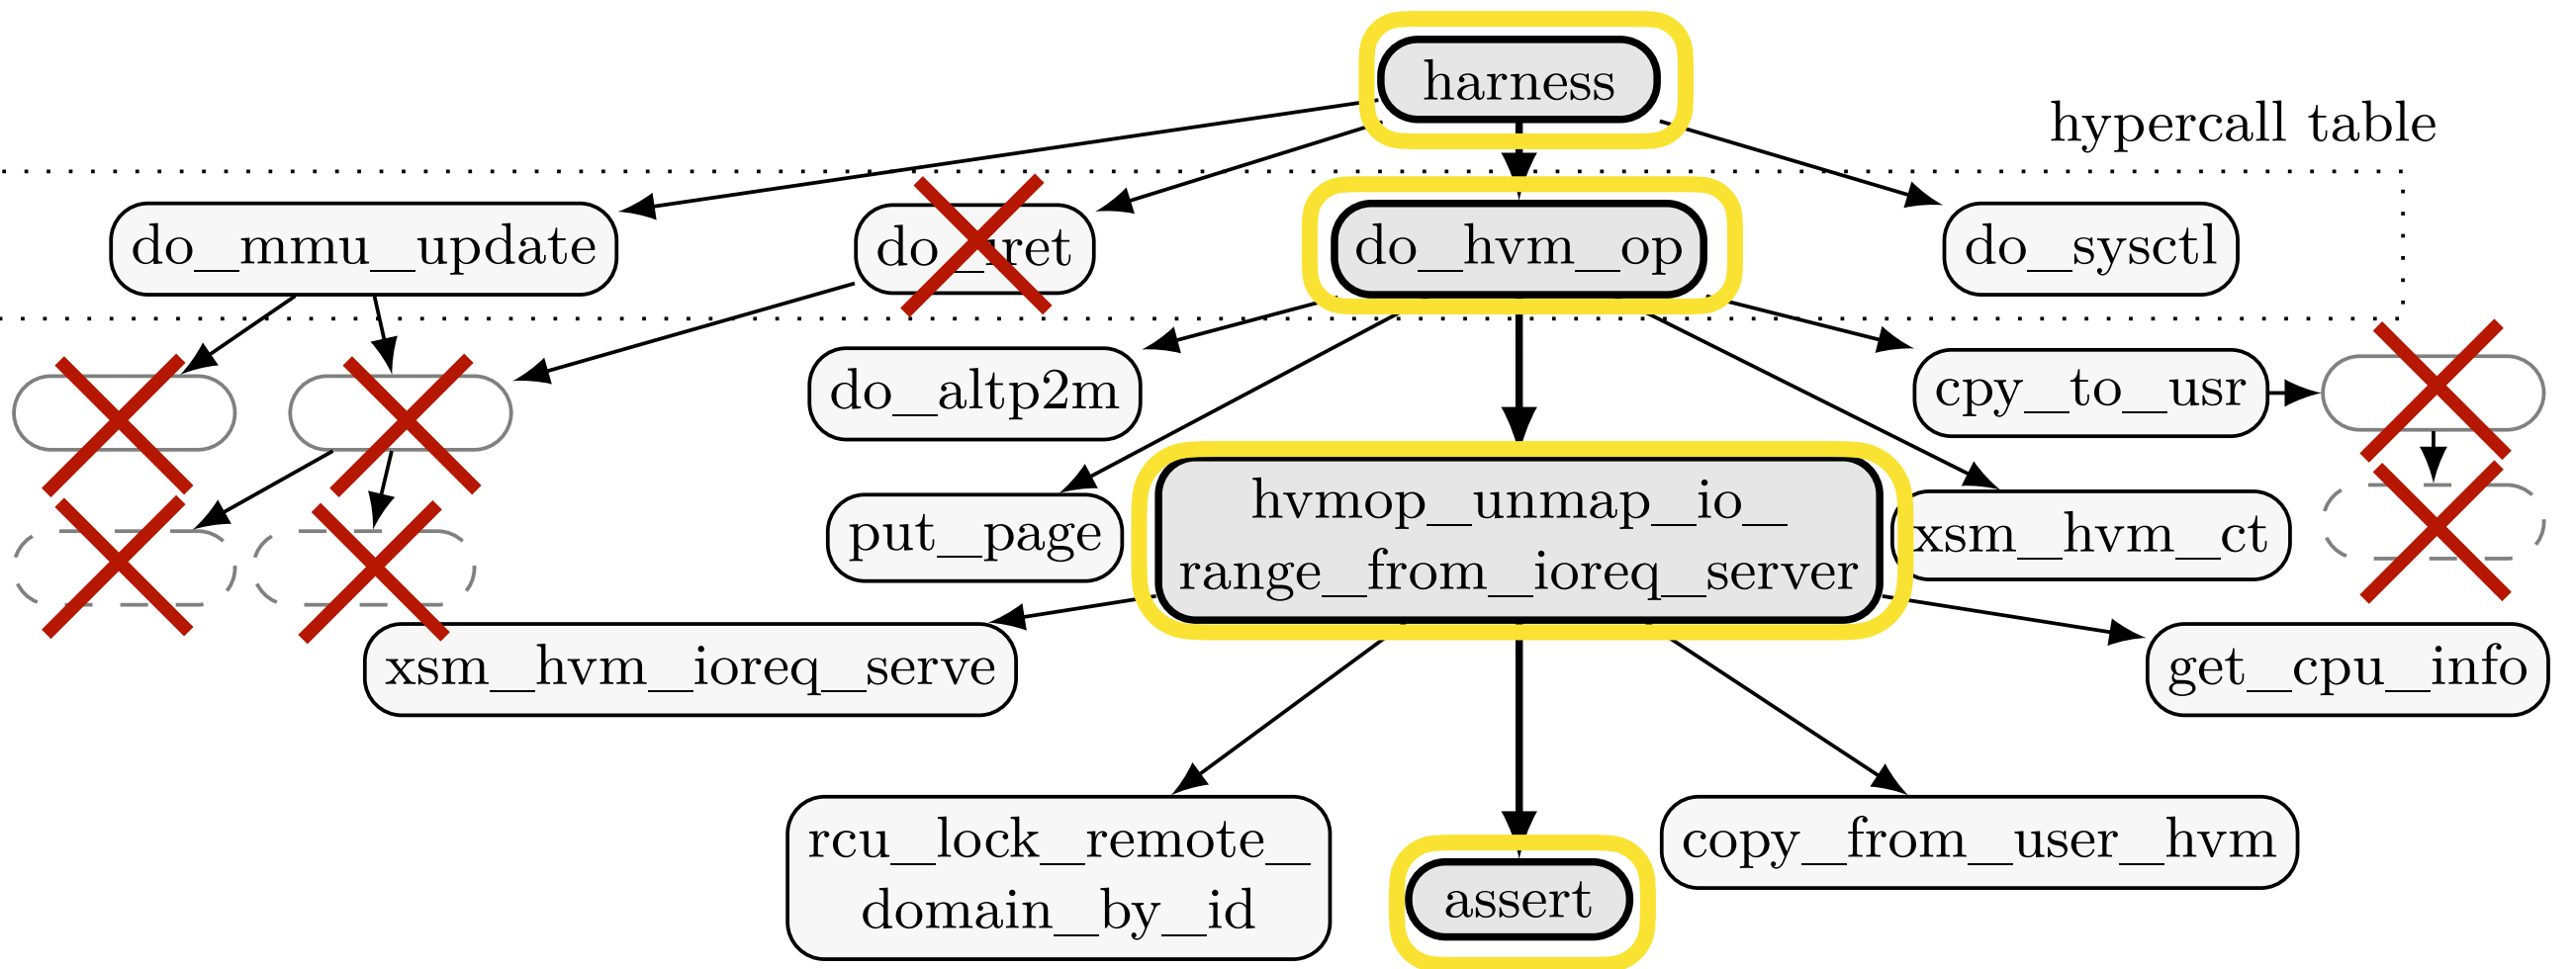 harness
hypercall table
do_mmu_update
do_iret
do_hvm_op
do_sysctl
do_altp2m
cpy_to_usr
put_page
hvmop_unmap_io_
range_from_ioreq_server
xsm_hvm_ct
xsm_hvm_ioreq_serve
get_cpu_info
rcu_lock_remote_
domain_by_id
assert
copy_from_user_hvm